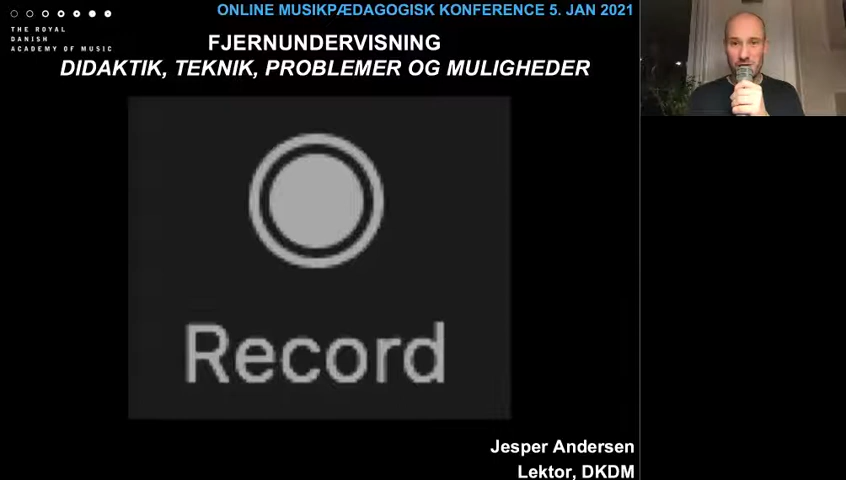 ONLINE MUSIKPÆDAGOGISK KONFERENCE 5. JAN 2021
THE ROYAL
DANISH
ACADEMY OF MUSIC
FJERNUNDERVISNING
DIDAKTIK, TEKNIK, PROBLEMER OG MULIGHEDER
Record
Jesper Andersen
Lektor, DKDM